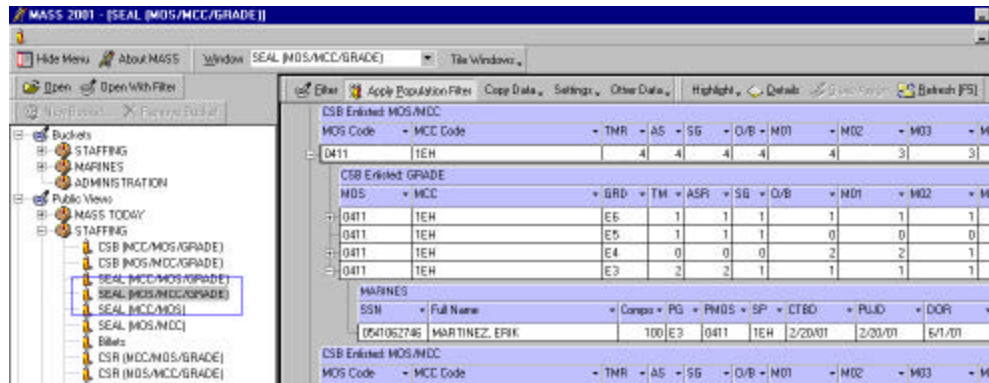 MASS 2001 - [SEAL (MOS/MCC/GRADE)]
Hide Menu About MASS Window SEAL (MOS/MCC/GRADE) Tile Windows
Open Open With Filter
Filter Apply Population Filter Copy Data Settings Other Data Highlight Details Refresh [F5]
Buckets
STAFFING
MARINES
ADMINISTRATION
Public Views
MASS TODAY
STAFFING
CSB (MCC/MOS/GRADE)
CSB (MOS/MCC/GRADE)
SEAL (MCC/MOS/GRADE)
SEAL (MOS/MCC/GRADE)
SEAL (MCC/MOS)
SEAL (MOS/MCC)
Billets
CSR (MCC/MOS/GRADE)
CSR (MOS/MCC/GRADE)
CSB Enlisted: MOS/MCC
MOS Code MCC Code TMR AS SG O/B M01 M02 M03 M
0411 1EH 4 4 4 4 4 3 3
CSB Enlisted: GRADE
MOS MCC GRD TM ASR SG O/B M01 M02 M
0411 1EH E6 1 1 1 1 1 1
0411 1EH E5 1 1 1 0 0 0
0411 1EH E4 0 0 0 2 2 1
0411 1EH E3 2 2 1 1 1 1
MARINES
SSN Full Name Compo PG PMOS SP CTBD PUJD DOR
0541062746 MARTINEZ, ERIK 100 E3 0411 1EH 2/20/01 2/20/01 6/1/01
CSB Enlisted: MOS/MCC
MOS Code MCC Code TMR AS SG O/B M01 M02 M03 M